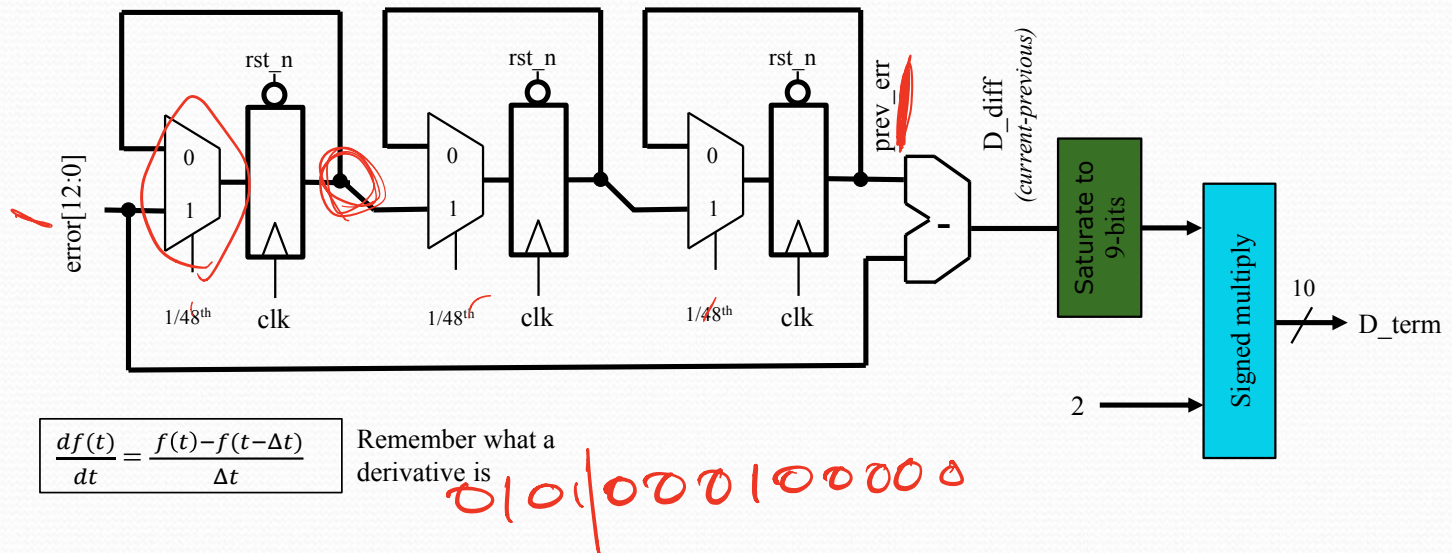 rst_n
rst_n
rst_n
prev_err
D_diff
(current-previous)
error[12:0]
0
1
0
1
0
1
-
Saturate to
9-bits
Signed multiply
10
D_term
1/48th
clk
1/48th
clk
1/48th
clk
2
df(t)
dt
=
f(t)−f(t−Δt)
Δt
Remember what a
derivative is
0101000100000